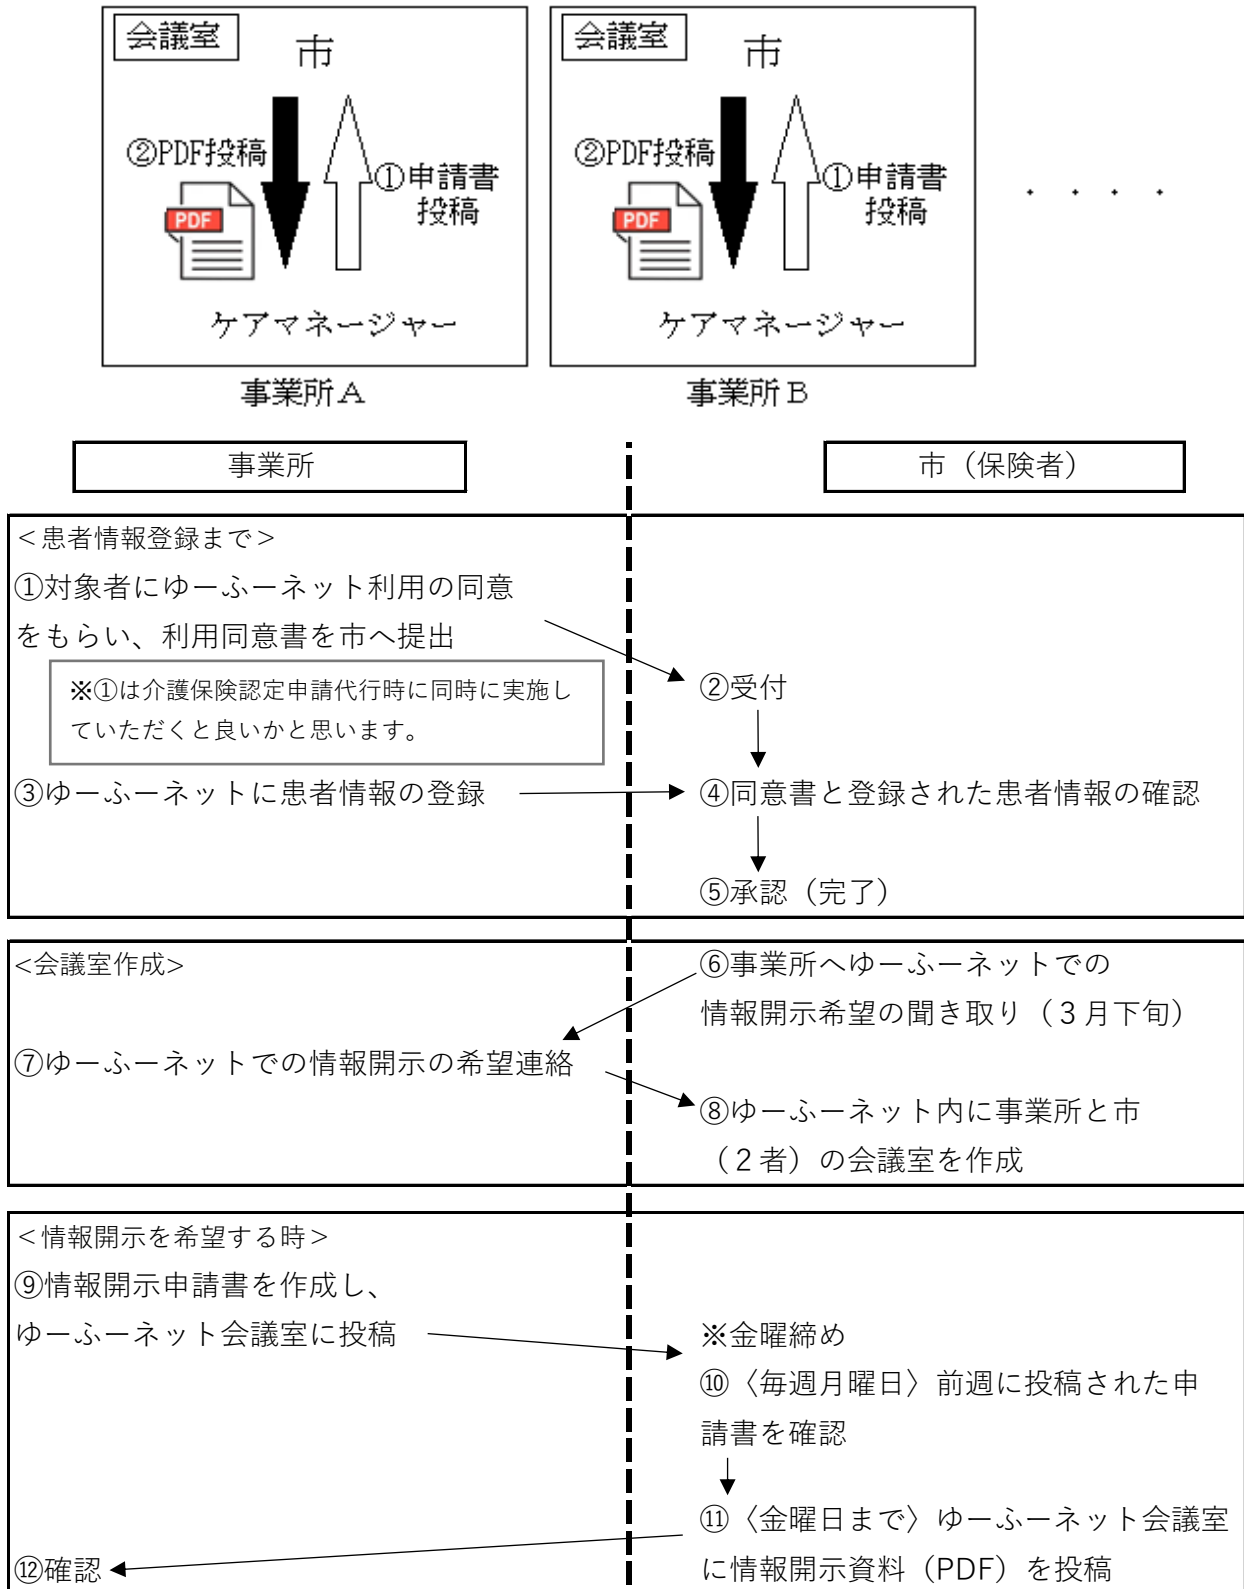 会議室
市
②PDF投稿
PDF
①申請書
投稿
ケアマネージャー
事業所A
会議室
市
②PDF投稿
PDF
①申請書
投稿
ケアマネージャー
事業所B
・・・・
事業所
市（保険者）
＜患者情報登録まで＞
①対象者にゆーふーネット利用の同意
をもらい、利用同意書を市へ提出
※①は介護保険認定申請代行時に同時に実施し
ていただくと良いかと思います。
②受付
③ゆーふーネットに患者情報の登録
④同意書と登録された患者情報の確認
⑤承認（完了）
<会議室作成>
⑥事業所へゆーふーネットでの
情報開示希望の聞き取り（３月下旬）
⑦ゆーふーネットでの情報開示の希望連絡
⑧ゆーふーネット内に事業所と市
（２者）の会議室を作成
＜情報開示を希望する時＞
⑨情報開示申請書を作成し、
ゆーふーネット会議室に投稿
※金曜締め
⑩〈毎週月曜日〉前週に投稿された申
請書を確認
⑪〈金曜日まで〉ゆーふーネット会議室
に情報開示資料（PDF）を投稿
⑫確認